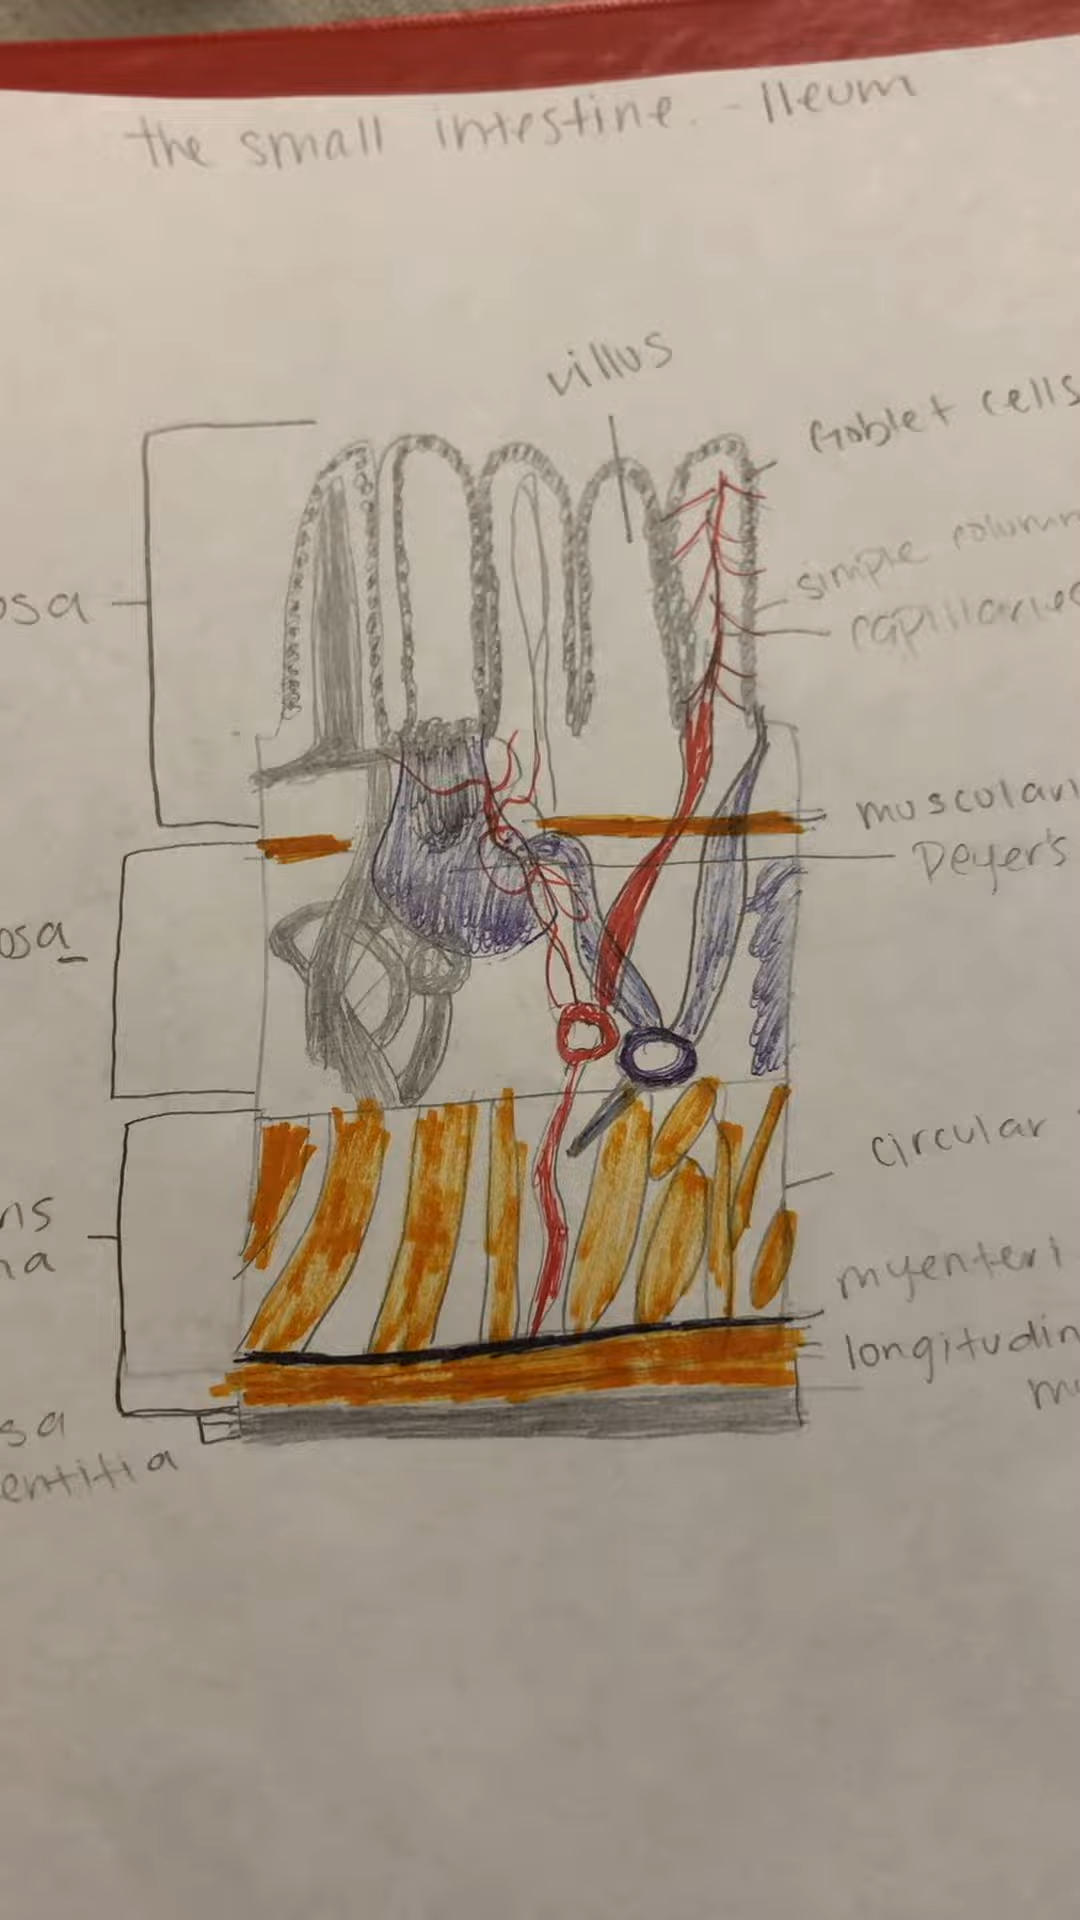 the small intestine. - Ileum
villus
Goblet cells
simple column
capillaries
osa
musculari
Peyer's
osa
circular
ns
na
myenteri
longitudin
m
sa
entitia